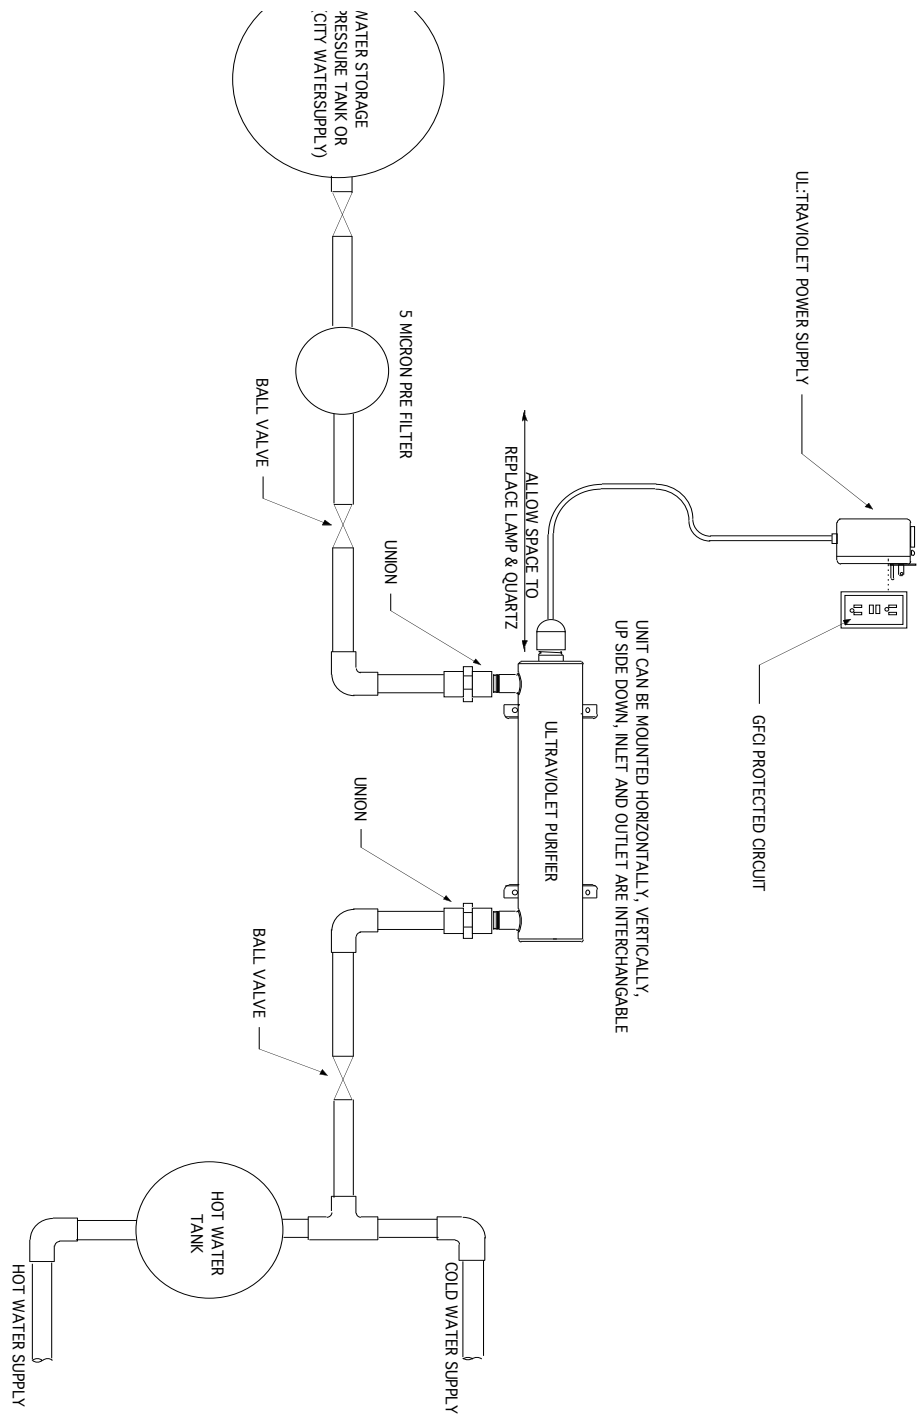 WATER STORAGE
PRESSURE TANK OR
CITY WATERSUPPLY)
5 MICRON PRE FILTER
BALL VALVE
UNION
ALLOW SPACE TO
REPLACE LAMP & QUARTZ
UL:TRAVIOLET POWER SUPPLY
GFCI PROTECTED CIRCUIT
UNIT CAN BE MOUNTED HORIZONTALLY, VERTICALLY,
UP SIDE DOWN, INLET AND OUTLET ARE INTERCHANGABLE
ULTRAVIOLET PURIFIER
UNION
BALL VALVE
HOT WATER
TANK
COLD WATER SUPPLY
HOT WATER SUPPLY